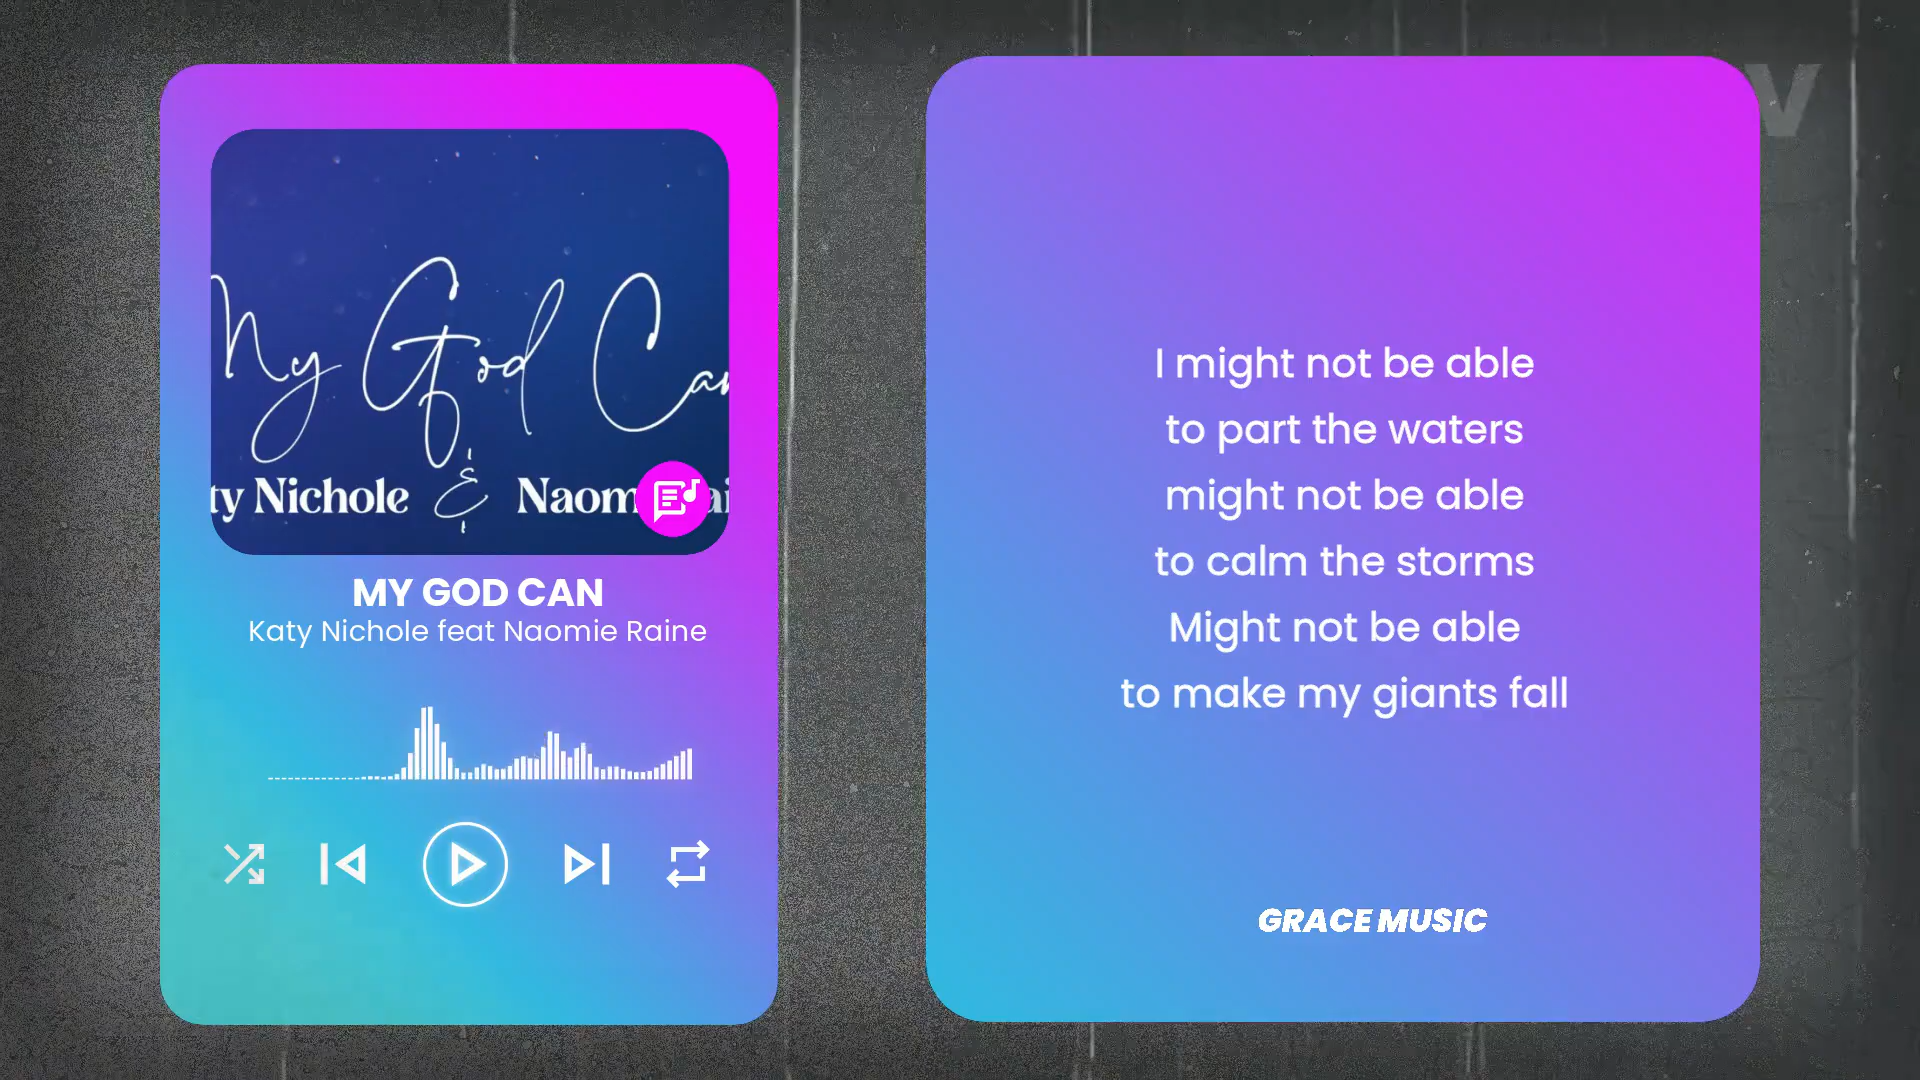 My God Can
ty Nichole & Naom
MY GOD CAN
Katy Nichole feat Naomie Raine
I might not be able
to part the waters
might not be able
to calm the storms
Might not be able
to make my giants fall
GRACE MUSIC
V